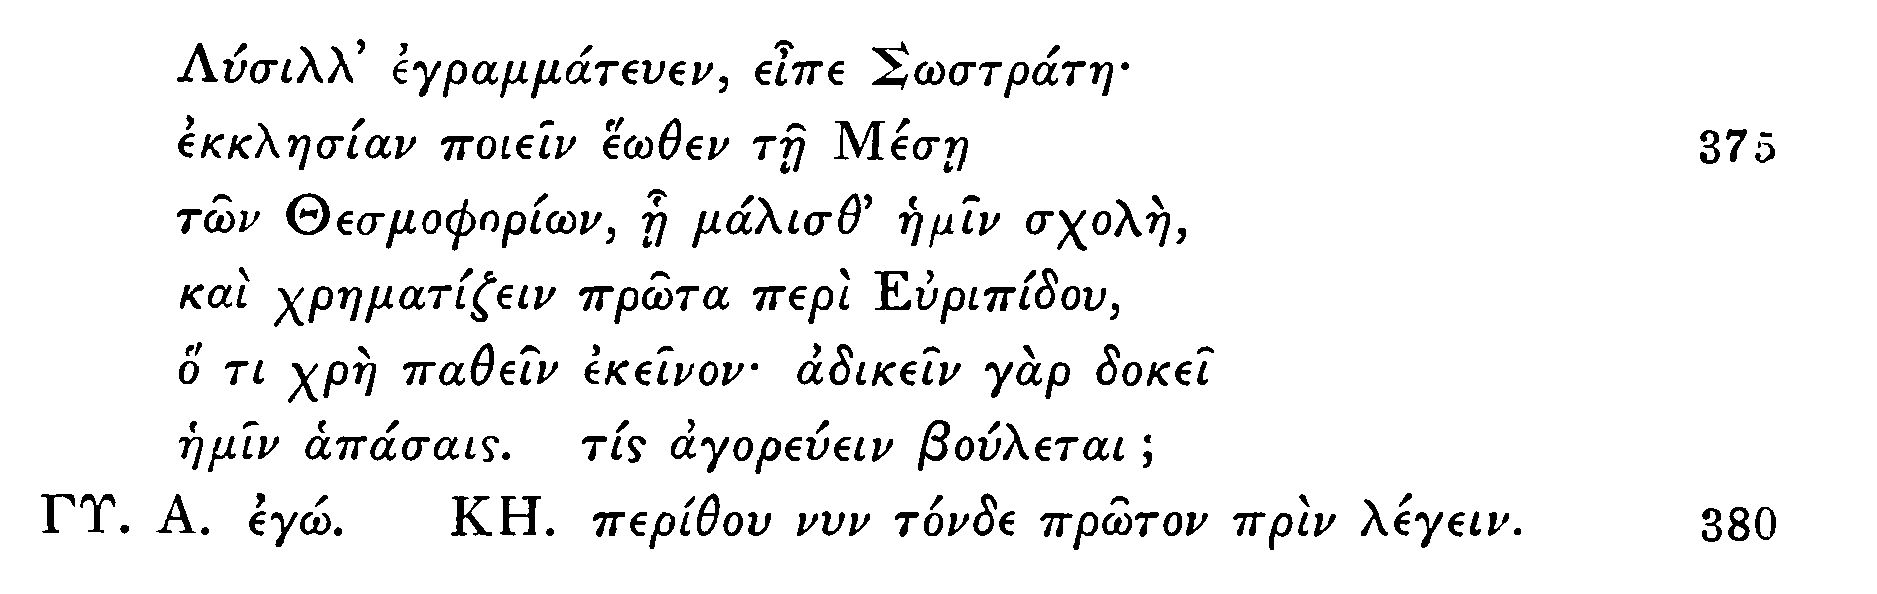 Λύσιλλ’ ἐγραμμάτευεν, εἶπε Σωστράτη·
ἐκκλησίαν ποιεῖν ἕωθεν τῇ Μέσῃ 375
τῶν Θεσμοφορίων, ᾗ μάλισθ’ ἡμῖν σχολὴ,
καὶ χρηματίζειν πρῶτα περὶ Εὐριπίδου,
ὅ τι χρὴ παθεῖν ἐκεῖνον· ἀδικεῖν γὰρ δοκεῖ
ἡμῖν ἁπάσαις. τίς ἀγορεύειν βούλεται ;
ΓΥ. Α. ἐγώ. ΚΗ. περίθου νυν τόνδε πρῶτον πρὶν λέγειν. 380